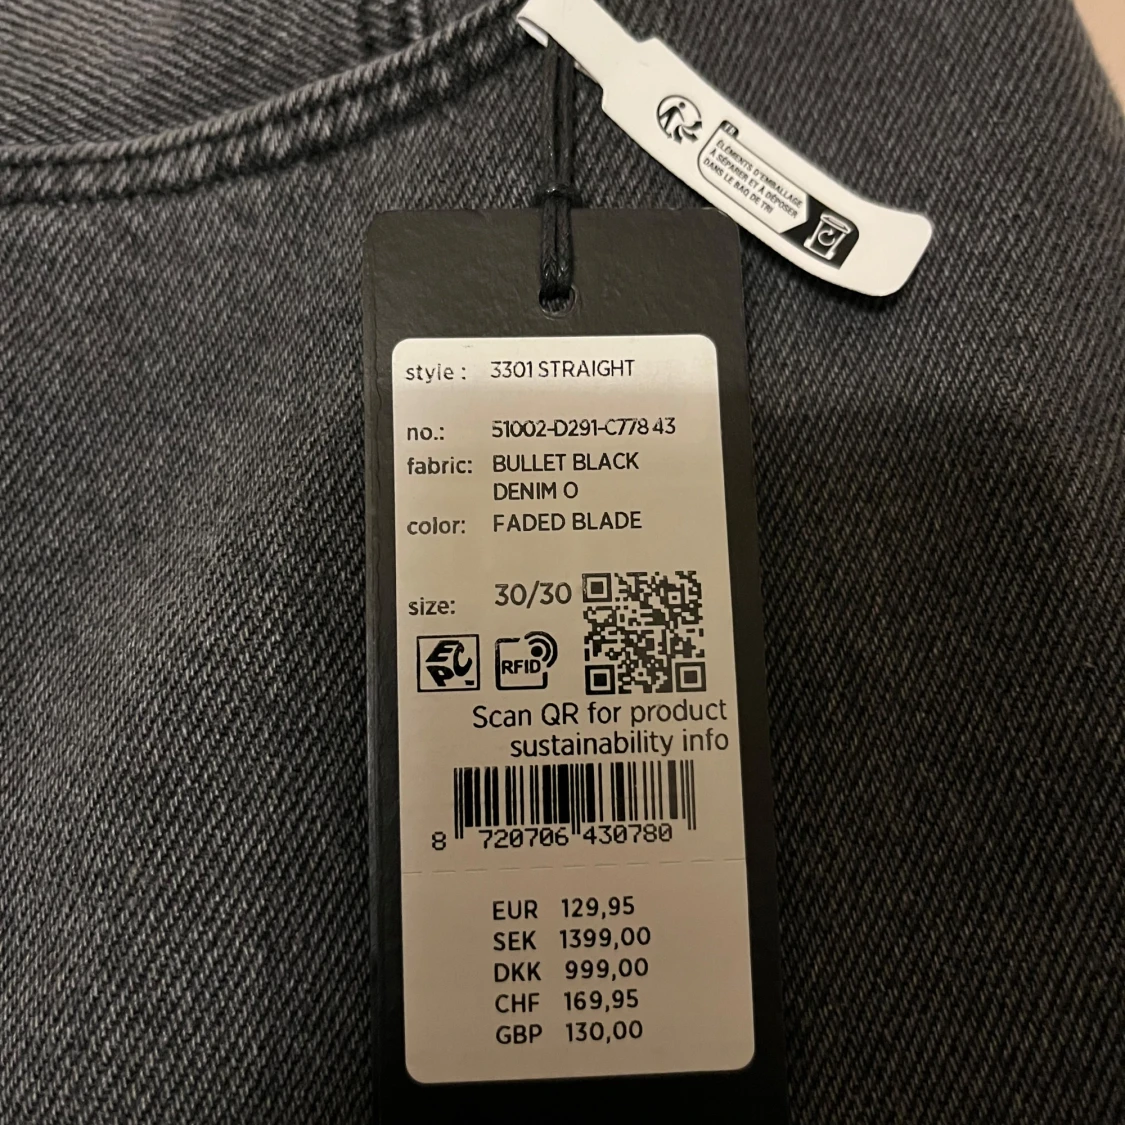 FR
ÉLÉMENTS D'EMBALLAGE
À SÉPARER ET À DÉPOSER
DANS LE BAC DE TRI
style : 3301 STRAIGHT
no.: 51002-D291-C778 43
fabric: BULLET BLACK
DENIM O
color: FADED BLADE
size: 30/30
EPC
RFID
Scan QR for product
sustainability info
8 720706 430780
EUR 129,95
SEK 1399,00
DKK 999,00
CHF 169,95
GBP 130,00